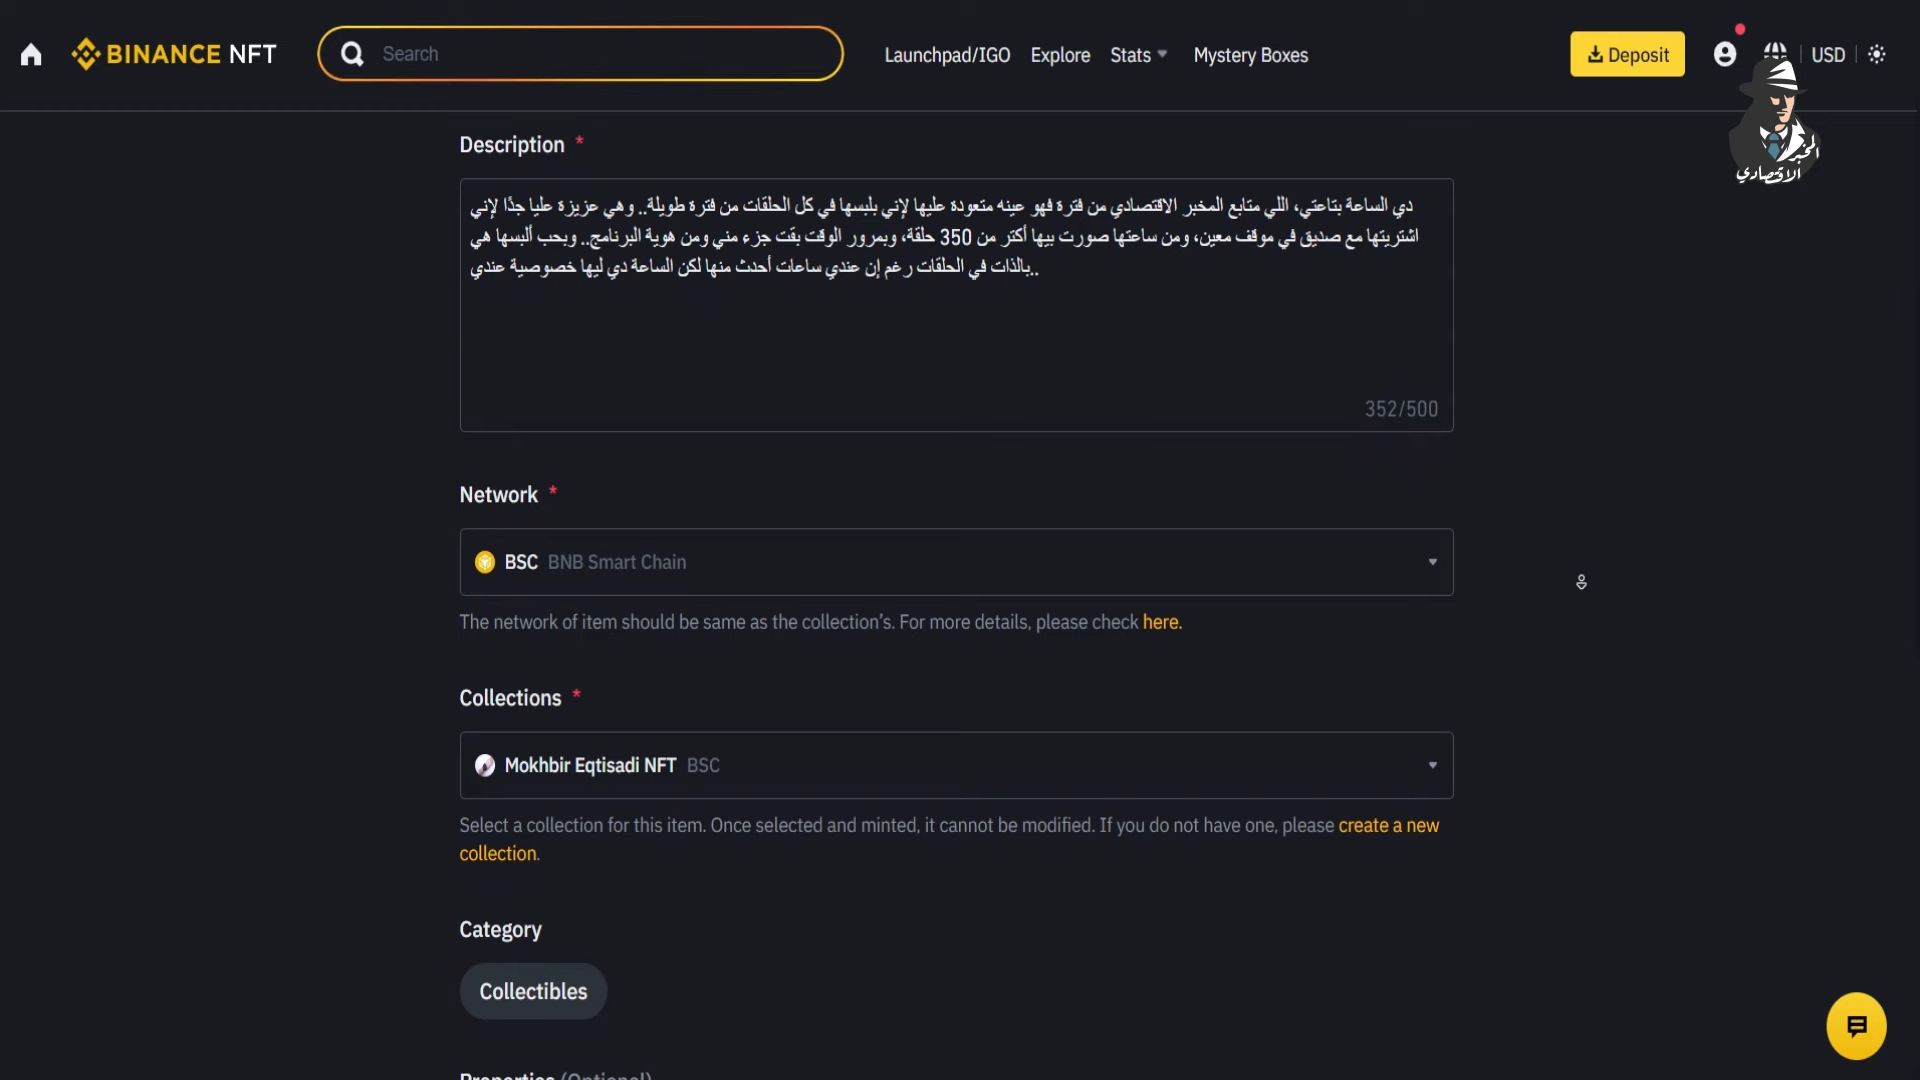 BINANCE NFT
Search
Launchpad/IGO
Explore
Stats
Mystery Boxes
Deposit
USD
المخبر
الاقتصادي
Description *
دي الساعة بتاعتي، اللي متابع المخبر الاقتصادي من فترة فهو عينه متعودة عليها لإني بلبسها في كل الحلقات من فترة طويلة.. وهي عزيزة عليا جدًا لإني
اشتريتها مع صديق في موقف معين، ومن ساعتها صورت بيها أكتر من 350 حلقة، وبمرور الوقت بقت جزء مني ومن هوية البرنامج.. وبحب ألبسها هي
بالذات في الحلقات رغم إن عندي ساعات أحدث منها لكن الساعة دي ليها خصوصية عندي..
352/500
Network *
BSC BNB Smart Chain
The network of item should be same as the collection's. For more details, please check here.
Collections *
Mokhbir Eqtisadi NFT BSC
Select a collection for this item. Once selected and minted, it cannot be modified. If you do not have one, please create a new
collection.
Category
Collectibles
Properties (Optional)